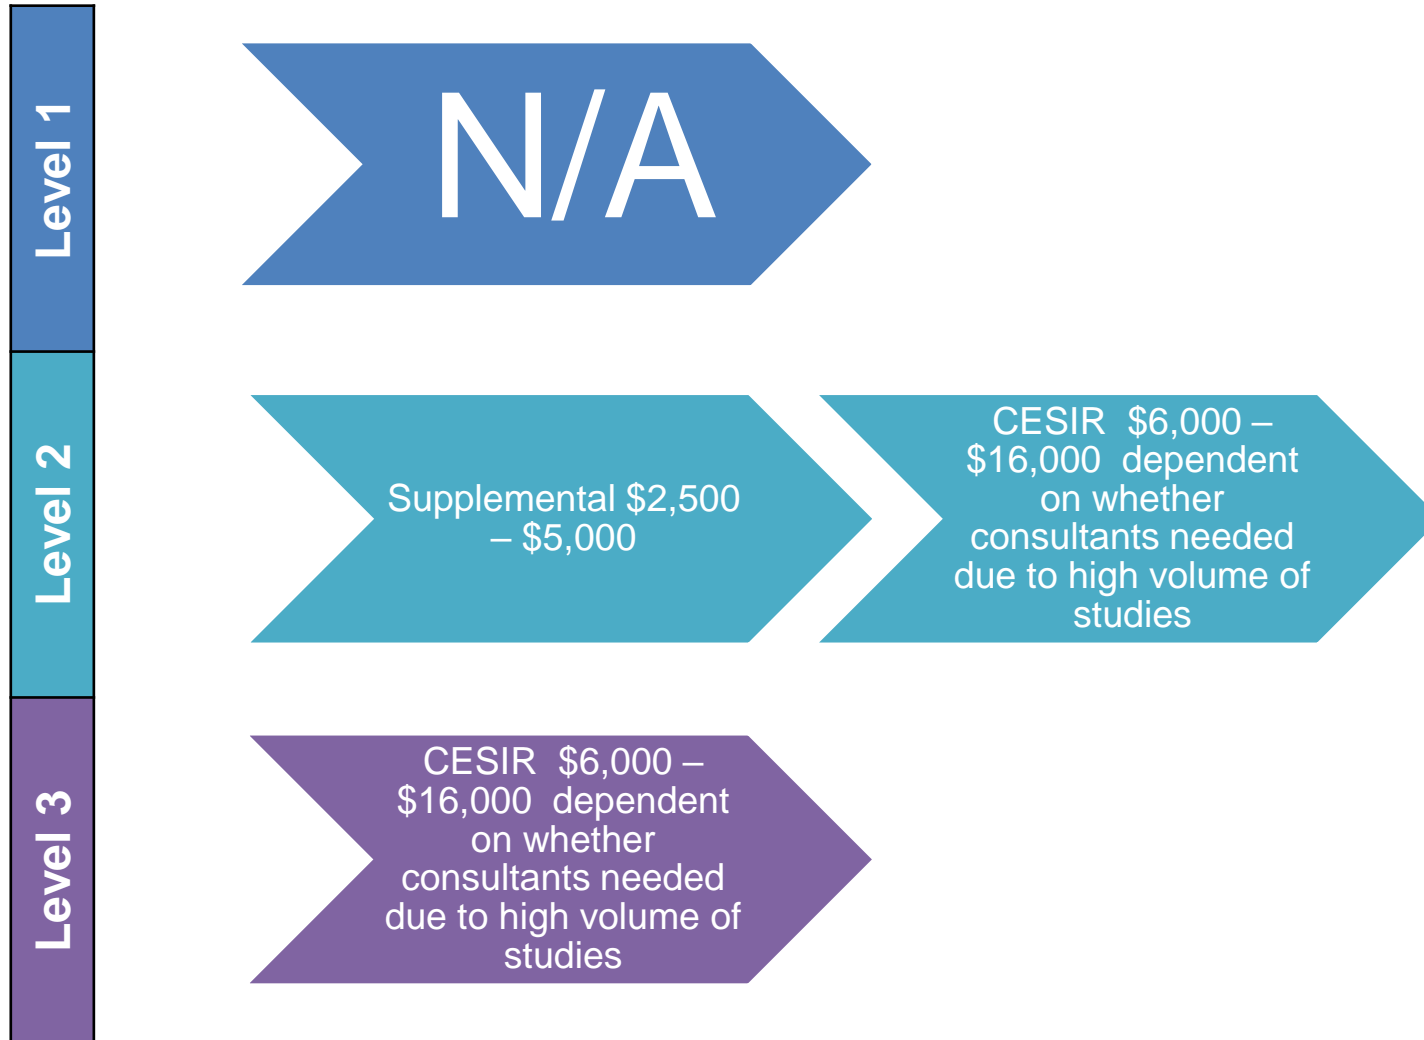 Level 1
N/A
Level 2
Supplemental $2,500
– $5,000
CESIR  $6,000 –
$16,000  dependent
on whether
consultants needed
due to high volume of
studies
Level 3
CESIR  $6,000 –
$16,000  dependent
on whether
consultants needed
due to high volume of
studies